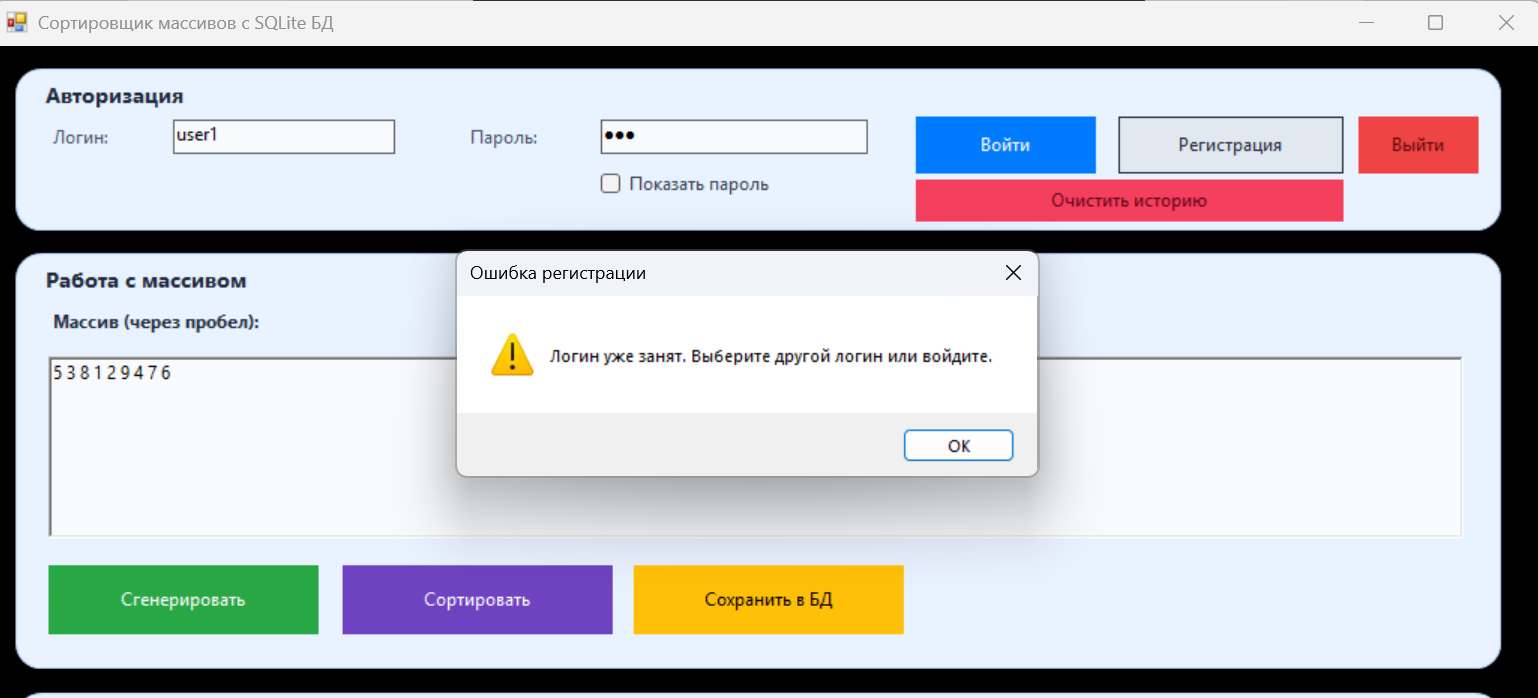 Сортировщик массивов с SQLite БД
Авторизация
Логин:
user1
Пароль:
●●●
Войти
Регистрация
Выйти
Показать пароль
Очистить историю
Работа с массивом
Массив (через пробел):
5 3 8 1 2 9 4 7 6
Ошибка регистрации
Логин уже занят. Выберите другой логин или войдите.
ОК
Сгенерировать
Сортировать
Сохранить в БД